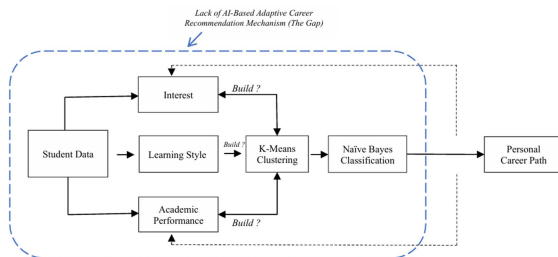 Lack of AI-Based Adaptive Career
Recommendation Mechanism (The Gap)
Interest
Build ?
Student Data
Learning Style
Build ?
K-Means
Clustering
Naïve Bayes
Classification
Personal
Career Path
Academic
Performance
Build ?